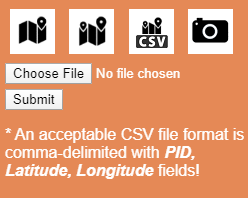 CSV
Choose File No file chosen
Submit
* An acceptable CSV file format is
comma-delimited with PID,
Latitude, Longitude fields!